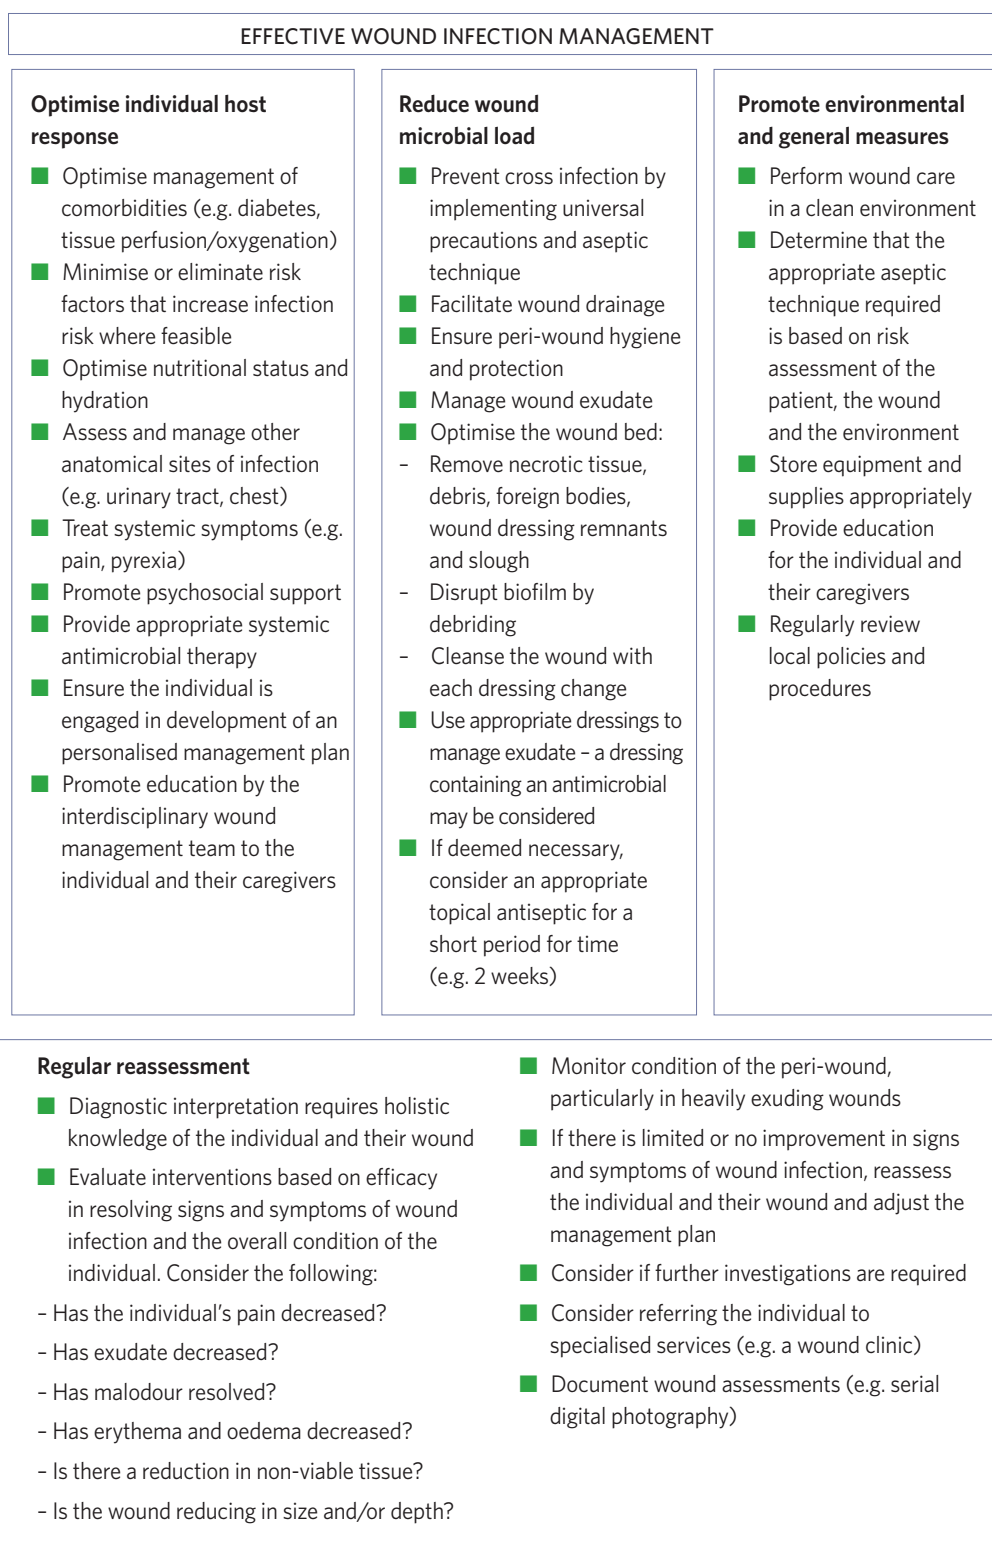 EFFECTIVE WOUND INFECTION MANAGEMENT
Optimise individual host
response
■ Optimise management of
comorbidities (e.g. diabetes,
tissue perfusion/oxygenation)
■ Minimise or eliminate risk
factors that increase infection
risk where feasible
■ Optimise nutritional status and
hydration
■ Assess and manage other
anatomical sites of infection
(e.g. urinary tract, chest)
■ Treat systemic symptoms (e.g.
pain, pyrexia)
■ Promote psychosocial support
■ Provide appropriate systemic
antimicrobial therapy
■ Ensure the individual is
engaged in development of an
personalised management plan
■ Promote education by the
interdisciplinary wound
management team to the
individual and their caregivers
Reduce wound
microbial load
■ Prevent cross infection by
implementing universal
precautions and aseptic
technique
■ Facilitate wound drainage
■ Ensure peri-wound hygiene
and protection
■ Manage wound exudate
■ Optimise the wound bed:
– Remove necrotic tissue,
debris, foreign bodies,
wound dressing remnants
and slough
– Disrupt biofilm by
debriding
– Cleanse the wound with
each dressing change
■ Use appropriate dressings to
manage exudate – a dressing
containing an antimicrobial
may be considered
■ If deemed necessary,
consider an appropriate
topical antiseptic for a
short period for time
(e.g. 2 weeks)
Promote environmental
and general measures
■ Perform wound care
in a clean environment
■ Determine that the
appropriate aseptic
technique required
is based on risk
assessment of the
patient, the wound
and the environment
■ Store equipment and
supplies appropriately
■ Provide education
for the individual and
their caregivers
■ Regularly review
local policies and
procedures
Regular reassessment
■ Diagnostic interpretation requires holistic
knowledge of the individual and their wound
■ Evaluate interventions based on efficacy
in resolving signs and symptoms of wound
infection and the overall condition of the
individual. Consider the following:
– Has the individual's pain decreased?
– Has exudate decreased?
– Has malodour resolved?
– Has erythema and oedema decreased?
– Is there a reduction in non-viable tissue?
– Is the wound reducing in size and/or depth?
■ Monitor condition of the peri-wound,
particularly in heavily exuding wounds
■ If there is limited or no improvement in signs
and symptoms of wound infection, reassess
the individual and their wound and adjust the
management plan
■ Consider if further investigations are required
■ Consider referring the individual to
specialised services (e.g. a wound clinic)
■ Document wound assessments (e.g. serial
digital photography)